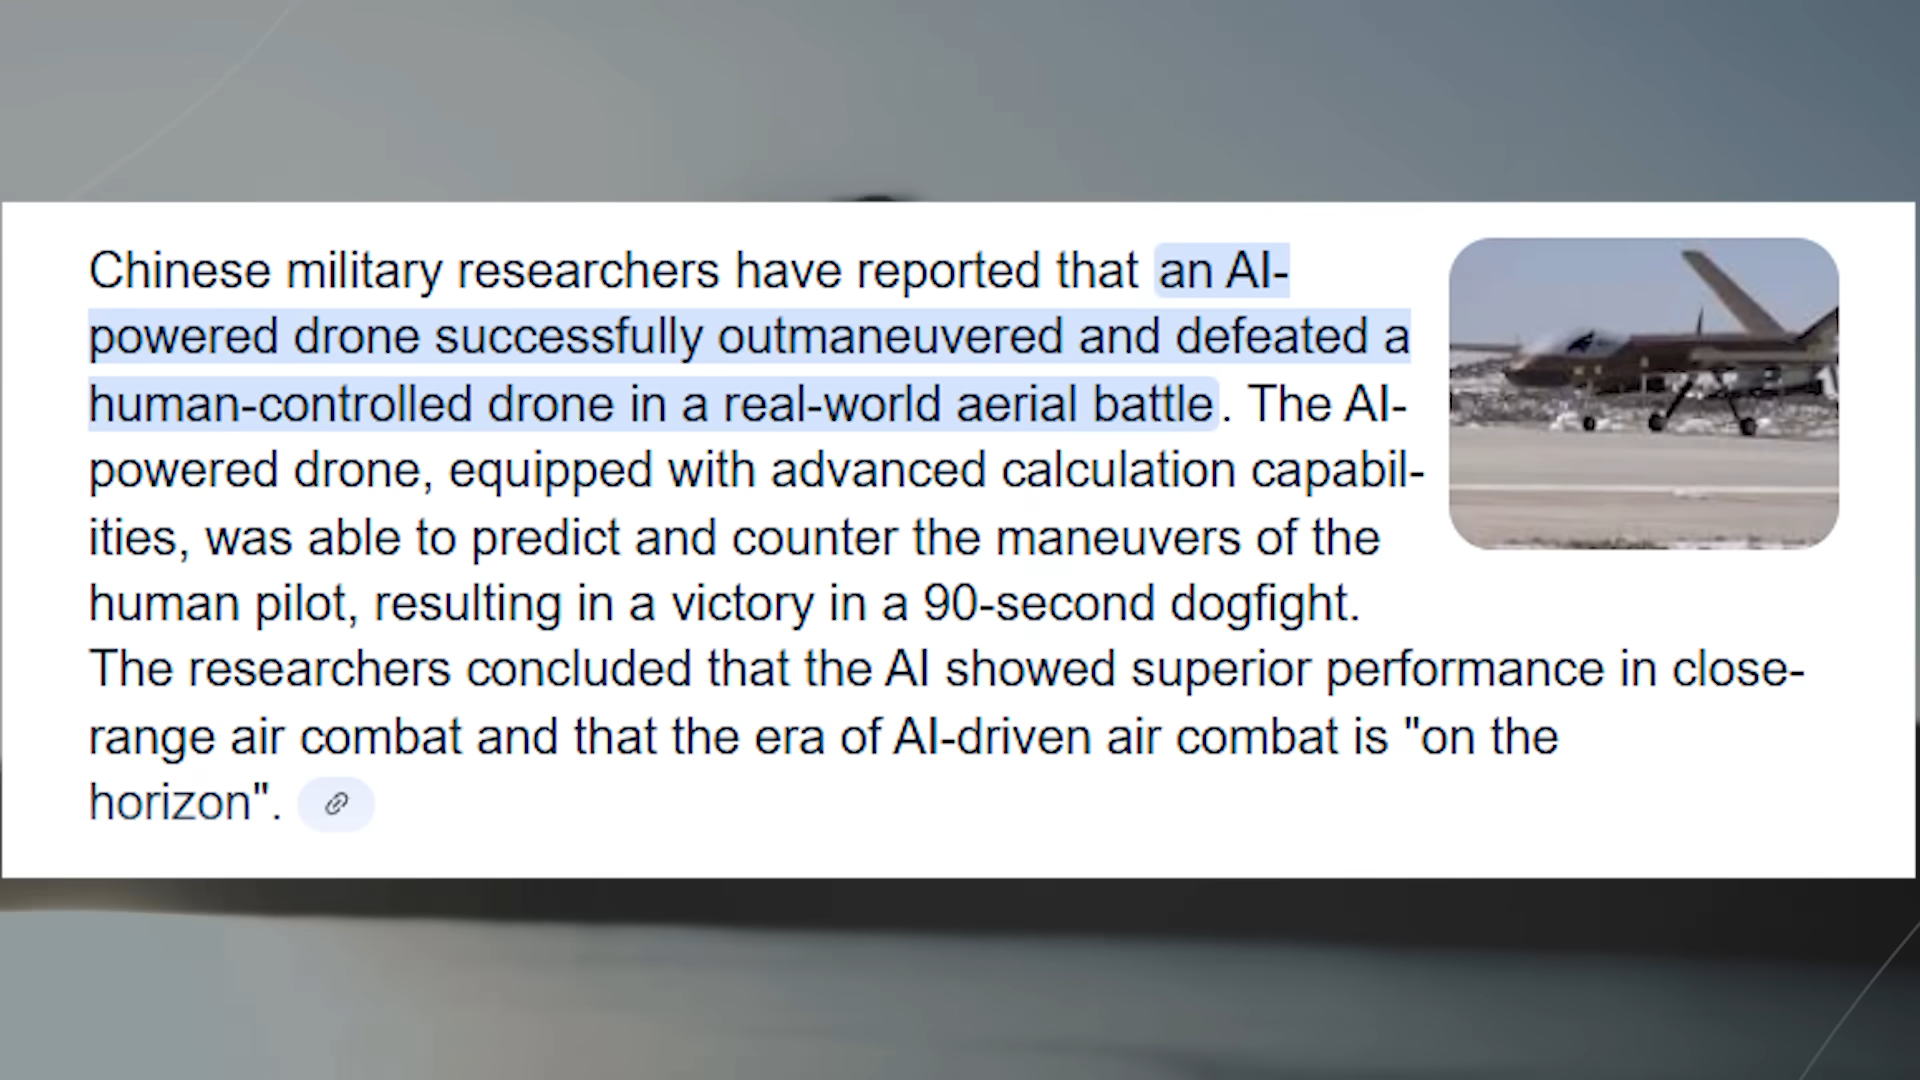 Chinese military researchers have reported that an AI-
powered drone successfully outmaneuvered and defeated a
human-controlled drone in a real-world aerial battle. The AI-
powered drone, equipped with advanced calculation capabil-
ities, was able to predict and counter the maneuvers of the
human pilot, resulting in a victory in a 90-second dogfight.
The researchers concluded that the AI showed superior performance in close-
range air combat and that the era of AI-driven air combat is "on the
horizon".